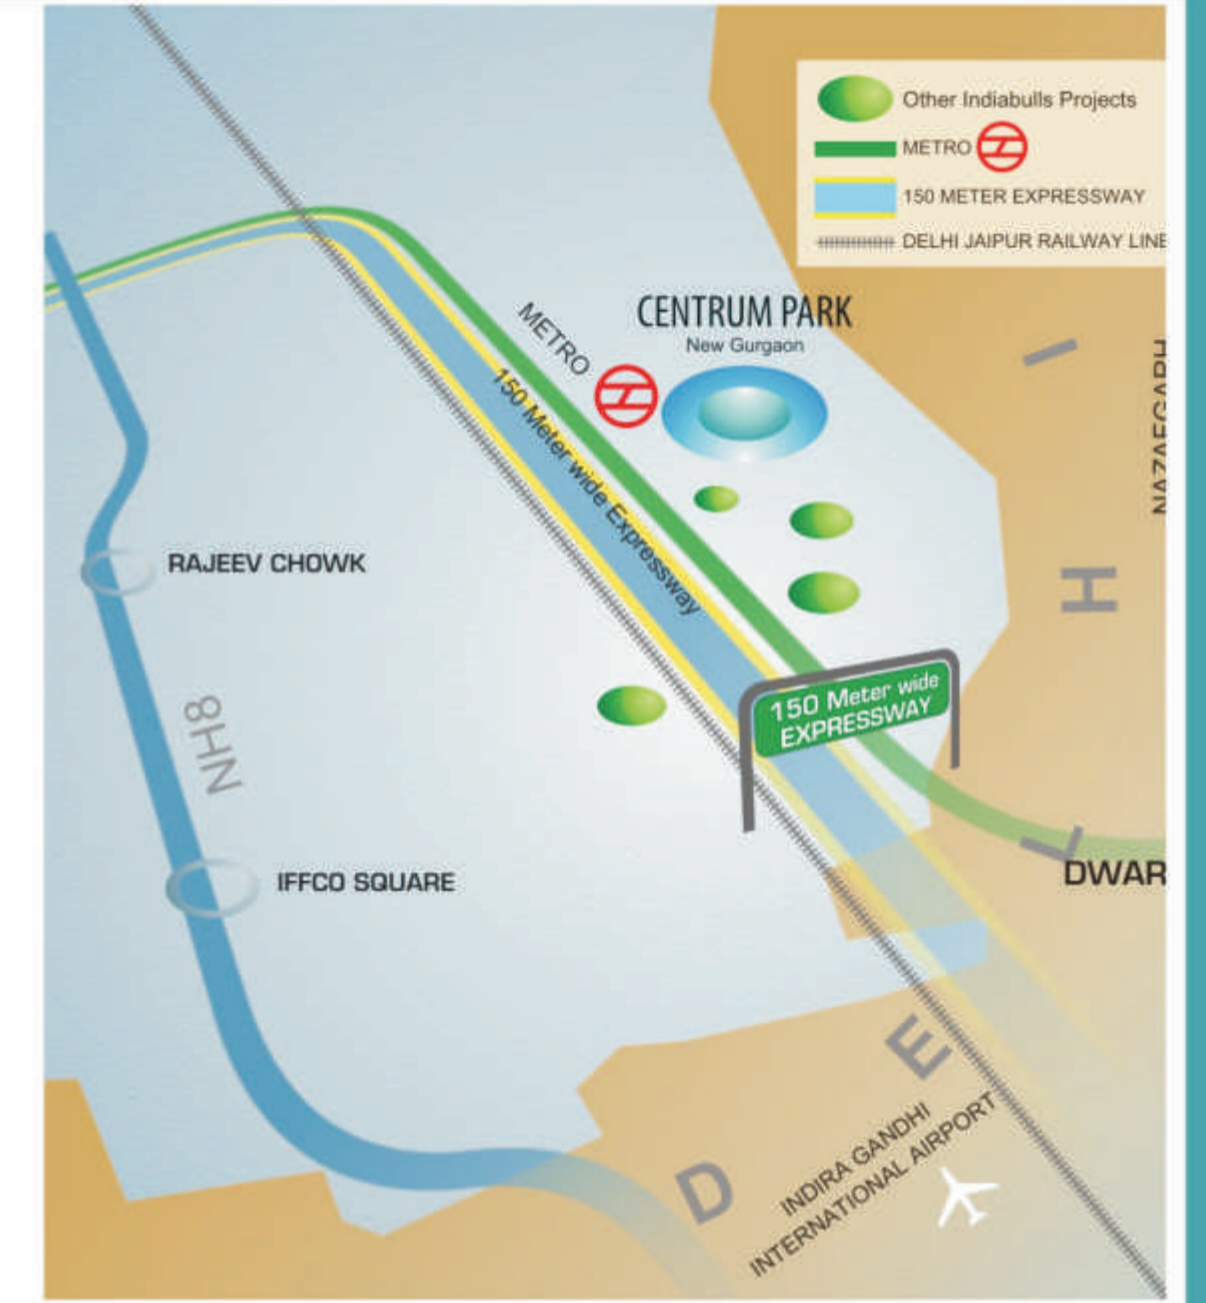 Other Indiabulls Projects
METRO
150 METER EXPRESSWAY
DELHI JAIPUR RAILWAY LINE
CENTRUM PARK
New Gurgaon
METRO
150 Meter wide Expressway
RAJEEV CHOWK
NH8
IFFCO SQUARE
150 Meter wide
EXPRESSWAY
DWAR
D E L H I
INDIRA GANDHI
INTERNATIONAL AIRPORT